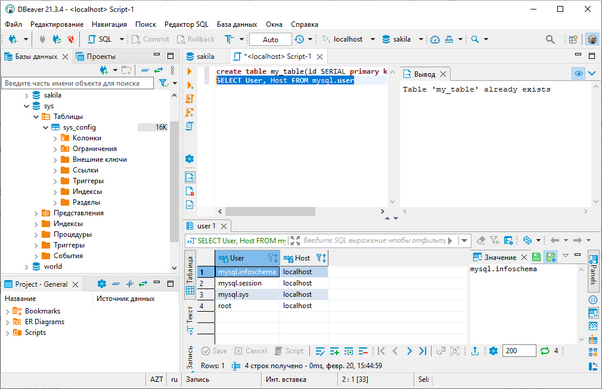 DBeaver 21.3.4 - <localhost> Script-1
Файл Редактирование Навигация Поиск Редактор SQL База данных Окна Справка
SQL Commit Rollback Auto localhost sakila
Базы данных Проекты
Введите часть имени объекта для поиска
sakila
sys
Таблицы
sys_config 16K
Колонки
Ограничения
Внешние ключи
Ссылки
Триггеры
Индексы
Разделы
Представления
Индексы
Процедуры
Триггеры
События
world
Project - General
Название Источник данных
Bookmarks
ER Diagrams
Scripts
sakila *<localhost> Script-1
create table my_table(id SERIAL primary k
SELECT User, Host FROM mysql.user
Вывод
Table 'my_table' already exists
user 1
SELECT User, Host FROM my Введите SQL выражение чтобы отфильтр
Таблица
Текст
Запись
User Host
1 mysql.infoschema localhost
2 mysql.session localhost
3 mysql.sys localhost
4 root localhost
Значение
mysql.infoschema
Panels
Save Cancel Script 200 4
Rows: 1 4 строк получено - 0ms, февр. 20, 15:44:59
AZT ru Запись Инт. вставка 2 : 1 [33] Sel: